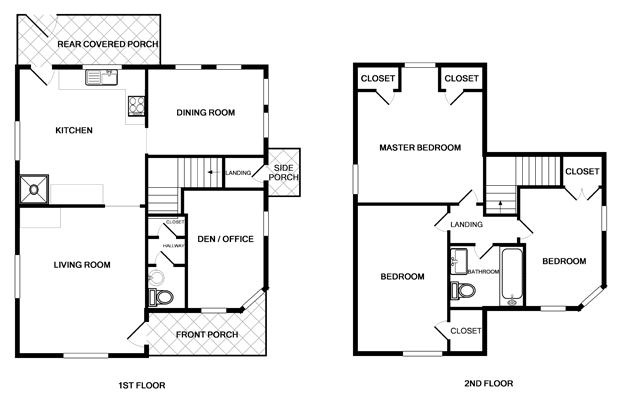 REAR COVERED PORCH
KITCHEN
DINING ROOM
LANDING
SIDE
PORCH
CLOSET
HALLWAY
DEN / OFFICE
LIVING ROOM
FRONT PORCH
1ST FLOOR
CLOSET
CLOSET
MASTER BEDROOM
CLOSET
LANDING
BATHROOM
BEDROOM
BEDROOM
CLOSET
2ND FLOOR